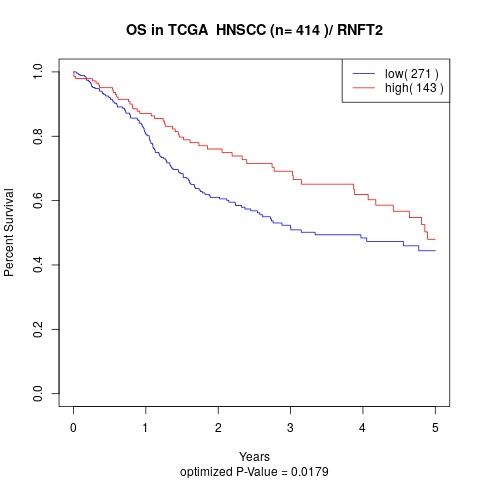 OS in TCGA  HNSCC (n= 414 )/ RNFT2
low( 271 )
high( 143 )
Percent Survival
1.0
0.8
0.6
0.4
0.2
0.0
0 1 2 3 4 5
Years
optimized P-Value = 0.0179